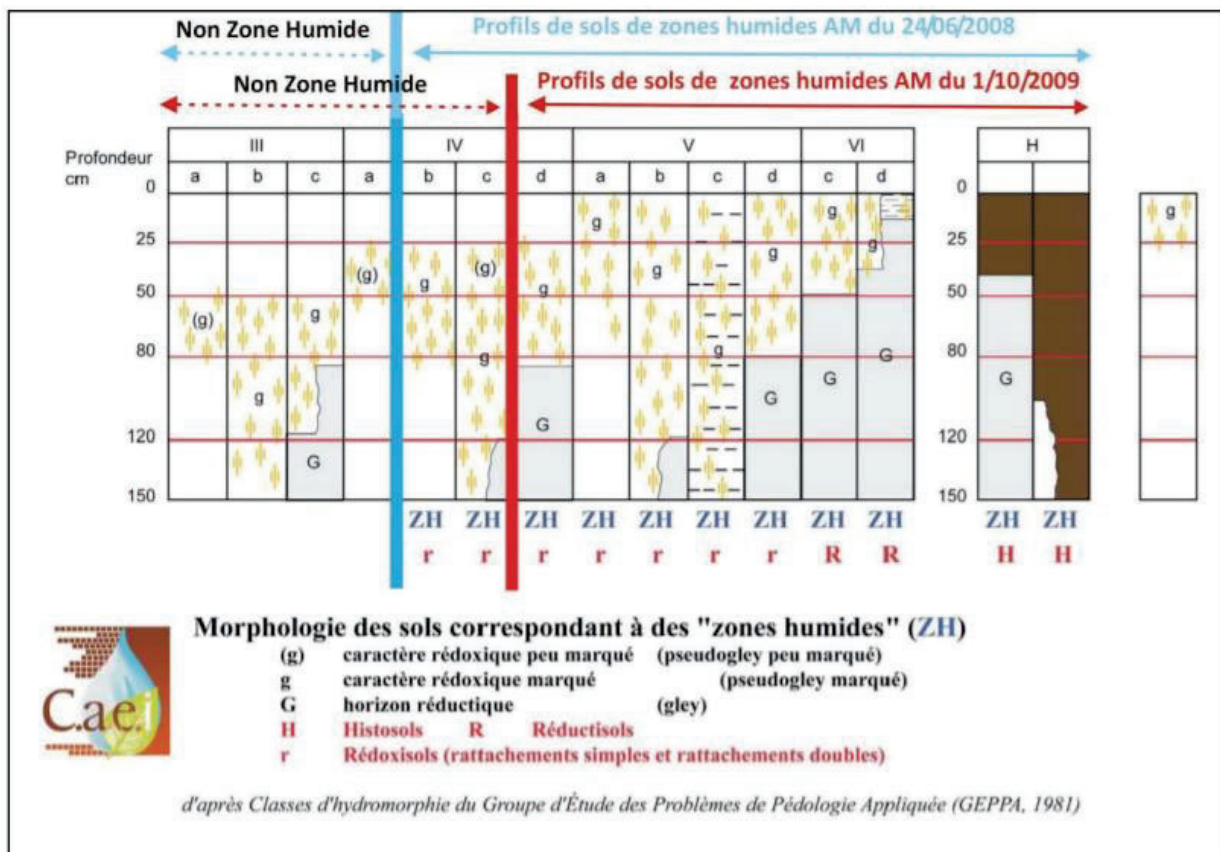 Non Zone Humide Profils de sols de zones humides AM du 24/06/2008
Non Zone Humide Profils de sols de zones humides AM du 1/10/2009
III IV V VI H
Profondeur
cm
a b c a b c d a b c d c d
0 0
g g g g
25 25
(g) g (g) g g g g
50 50
(g) g g
80 80
g g g G G G
G G
120 120
G
150 150
ZH ZH ZH ZH ZH ZH ZH ZH ZH ZH ZH
r r r r r r r R R H H
Morphologie des sols correspondant à des "zones humides" (ZH)
(g) caractère rédoxique peu marqué (pseudogley peu marqué)
g caractère rédoxique marqué (pseudogley marqué)
G horizon réductique (gley)
H Histosols R Réductisols
r Rédoxisols (rattachements simples et rattachements doubles)
C.a.e.i
d'après Classes d'hydromorphie du Groupe d'Étude des Problèmes de Pédologie Appliquée (GEPPA, 1981)